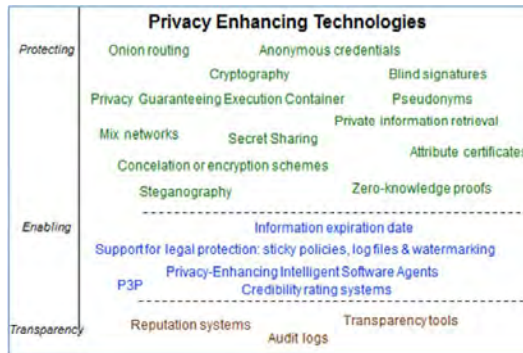 Privacy Enhancing Technologies
Protecting
Onion routing Anonymous credentials
Cryptography Blind signatures
Privacy Guaranteeing Execution Container Pseudonyms
Private information retrieval
Mix networks Secret Sharing
Attribute certificates
Concelation or encryption schemes
Steganography Zero-knowledge proofs
Enabling
Information expiration date
Support for legal protection: sticky policies, log files & watermarking
Privacy-Enhancing Intelligent Software Agents
P3P Credibility rating systems
Transparency
Reputation systems Transparency tools
Audit logs